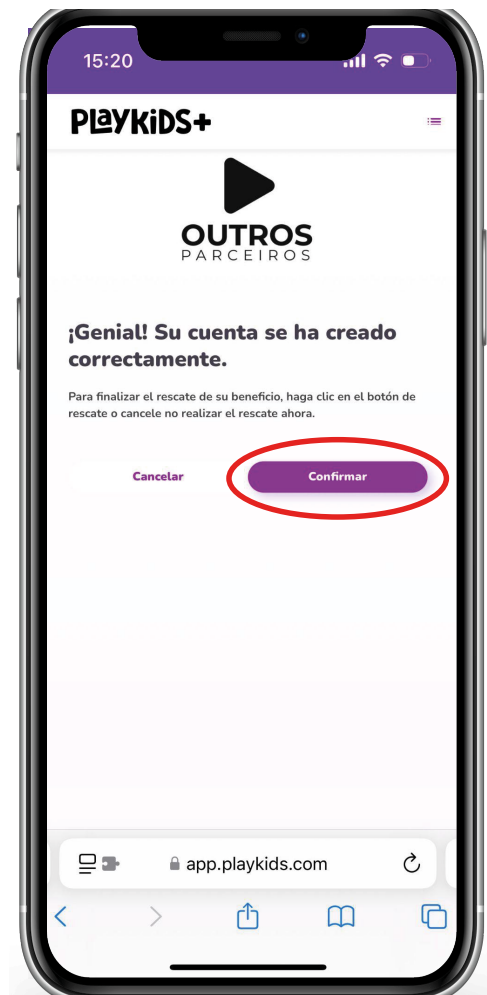 15:20
PLAYKiDS+
OUTROS
PARCEIROS
¡Genial! Su cuenta se ha creado
correctamente.
Para finalizar el rescate de su beneficio, haga clic en el botón de
rescate o cancele no realizar el rescate ahora.
Cancelar Confirmar
app.playkids.com